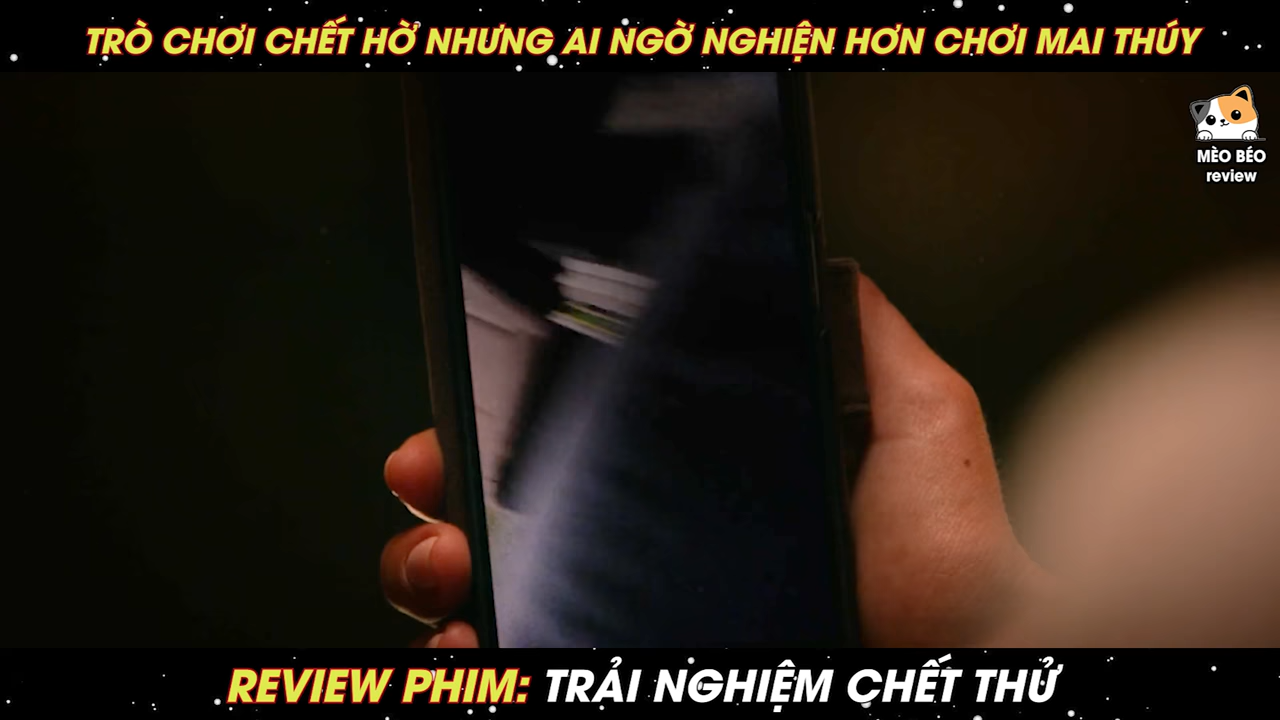 TRÒ CHƠI CHẾT HỜ NHƯNG AI NGỜ NGHIỆN HƠN CHƠI MAI THÚY
MÈO BÉO
review
REVIEW PHIM: TRẢI NGHIỆM CHẾT THỬ